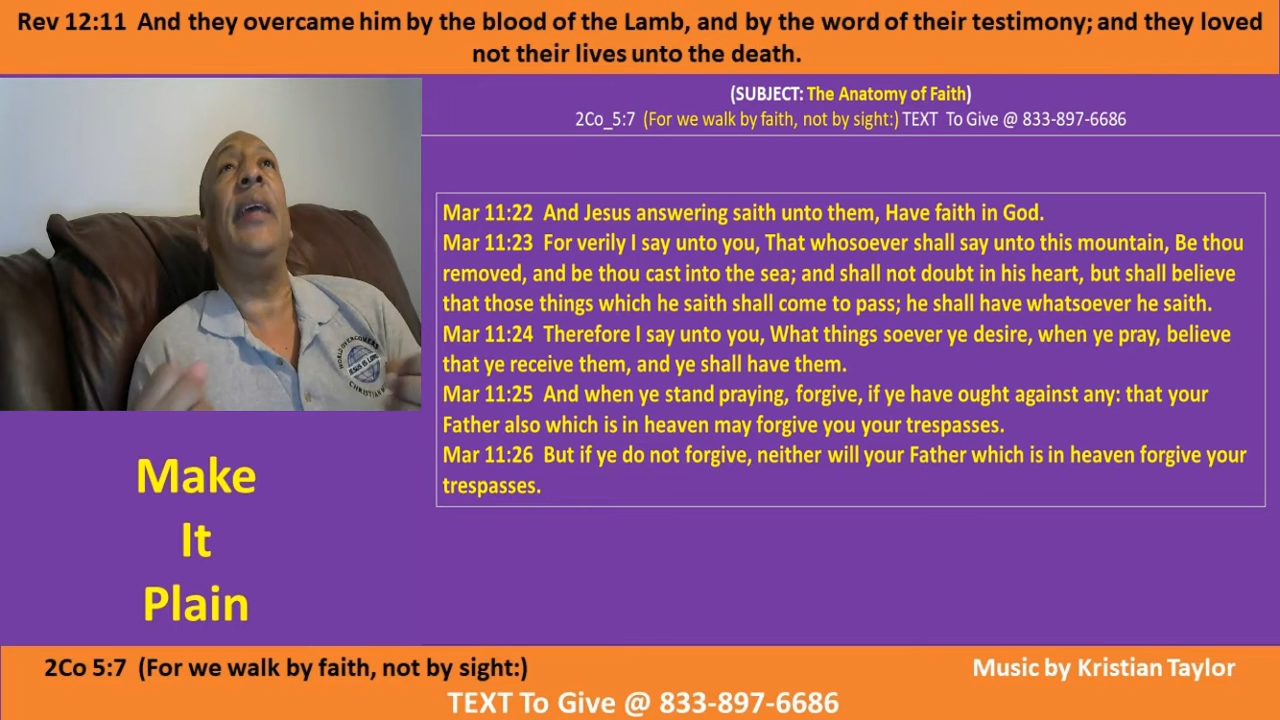 Rev 12:11 And they overcame him by the blood of the Lamb, and by the word of their testimony; and they loved
not their lives unto the death.
(SUBJECT: The Anatomy of Faith)
2Co_5:7 (For we walk by faith, not by sight:) TEXT To Give @ 833-897-6686
Mar 11:22 And Jesus answering saith unto them, Have faith in God.
Mar 11:23 For verily I say unto you, That whosoever shall say unto this mountain, Be thou
removed, and be thou cast into the sea; and shall not doubt in his heart, but shall believe
that those things which he saith shall come to pass; he shall have whatsoever he saith.
Mar 11:24 Therefore I say unto you, What things soever ye desire, when ye pray, believe
that ye receive them, and ye shall have them.
Mar 11:25 And when ye stand praying, forgive, if ye have ought against any: that your
Father also which is in heaven may forgive you your trespasses.
Mar 11:26 But if ye do not forgive, neither will your Father which is in heaven forgive your
trespasses.
WORLD OVERCOMERS
JESUS IS LORD
Make
It
Plain
2Co 5:7 (For we walk by faith, not by sight:)
Music by Kristian Taylor
TEXT To Give @ 833-897-6686